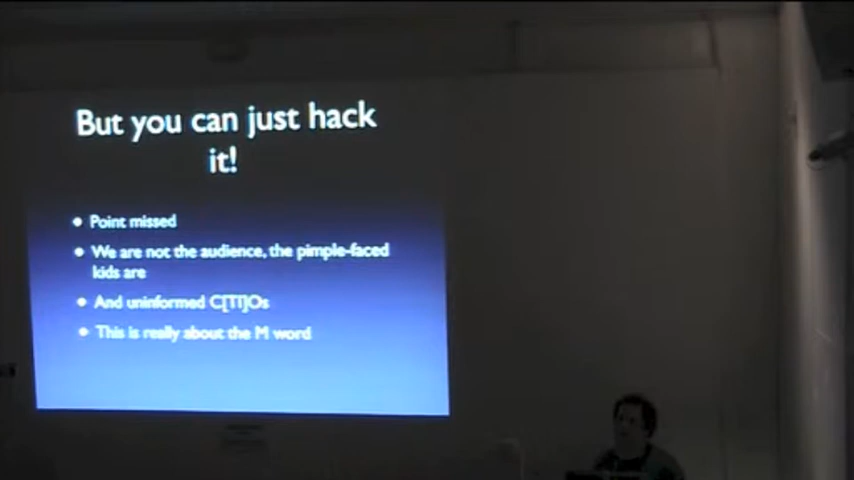 But you can just hack
it!
Point missed
We are not the audience, the pimple-faced
kids are
And uninformed C[TI]Os
This is really about the M word